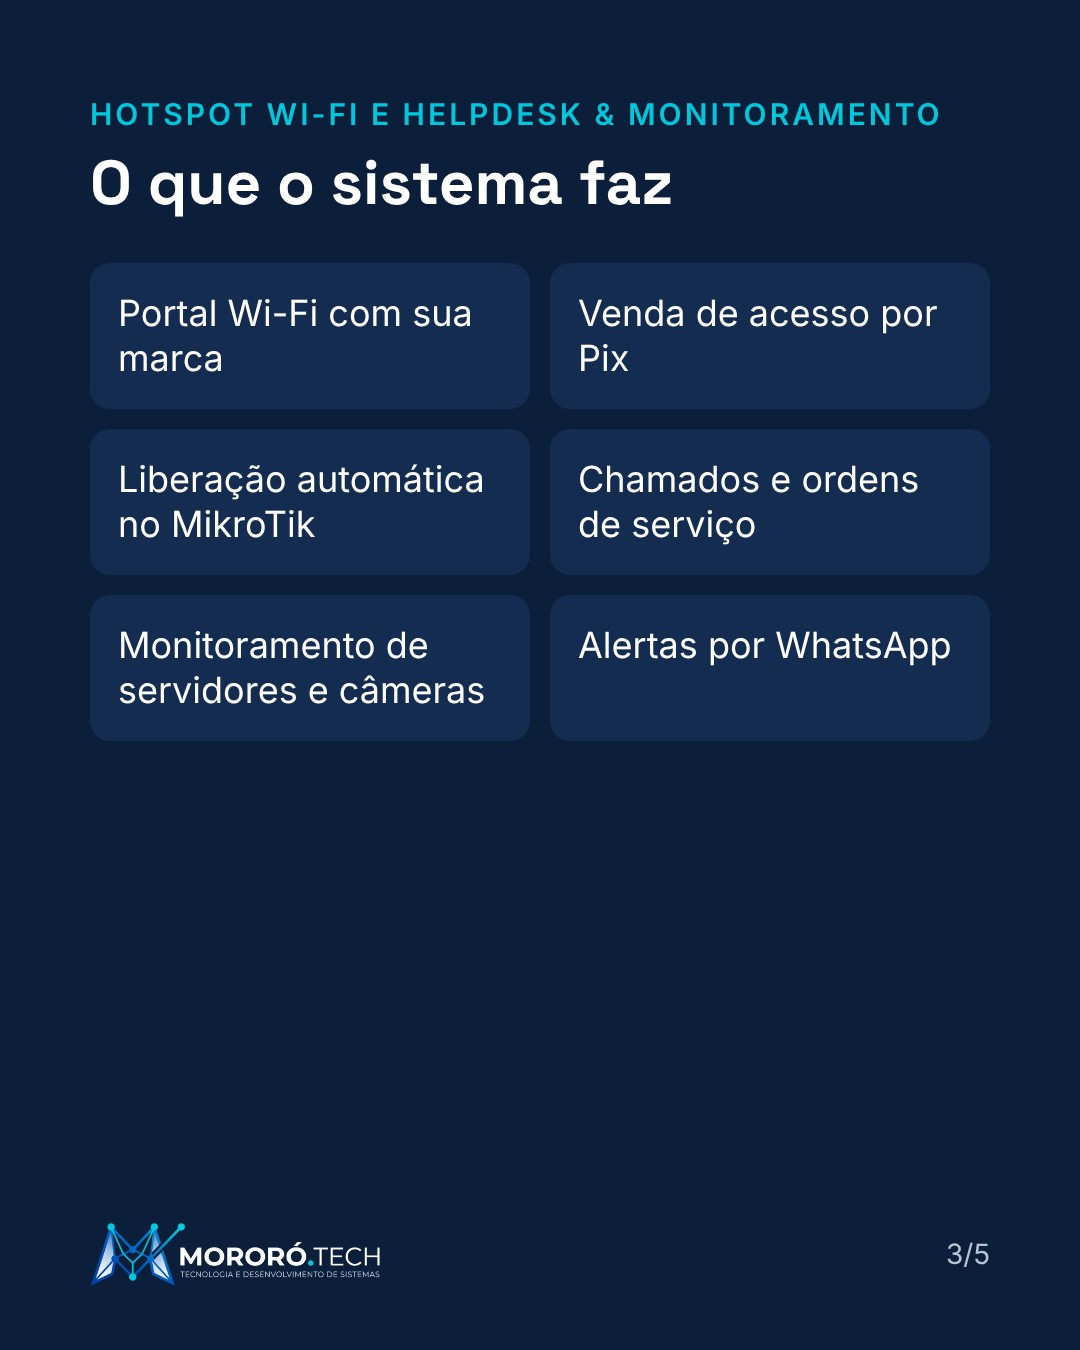 HOTSPOT WI-FI E HELPDESK & MONITORAMENTO
O que o sistema faz
Portal Wi-Fi com sua
marca
Venda de acesso por
Pix
Liberação automática
no MikroTik
Chamados e ordens
de serviço
Monitoramento de
servidores e câmeras
Alertas por WhatsApp
MORORÓ.TECH
TECNOLOGIA E DESENVOLVIMENTO DE SISTEMAS
3/5